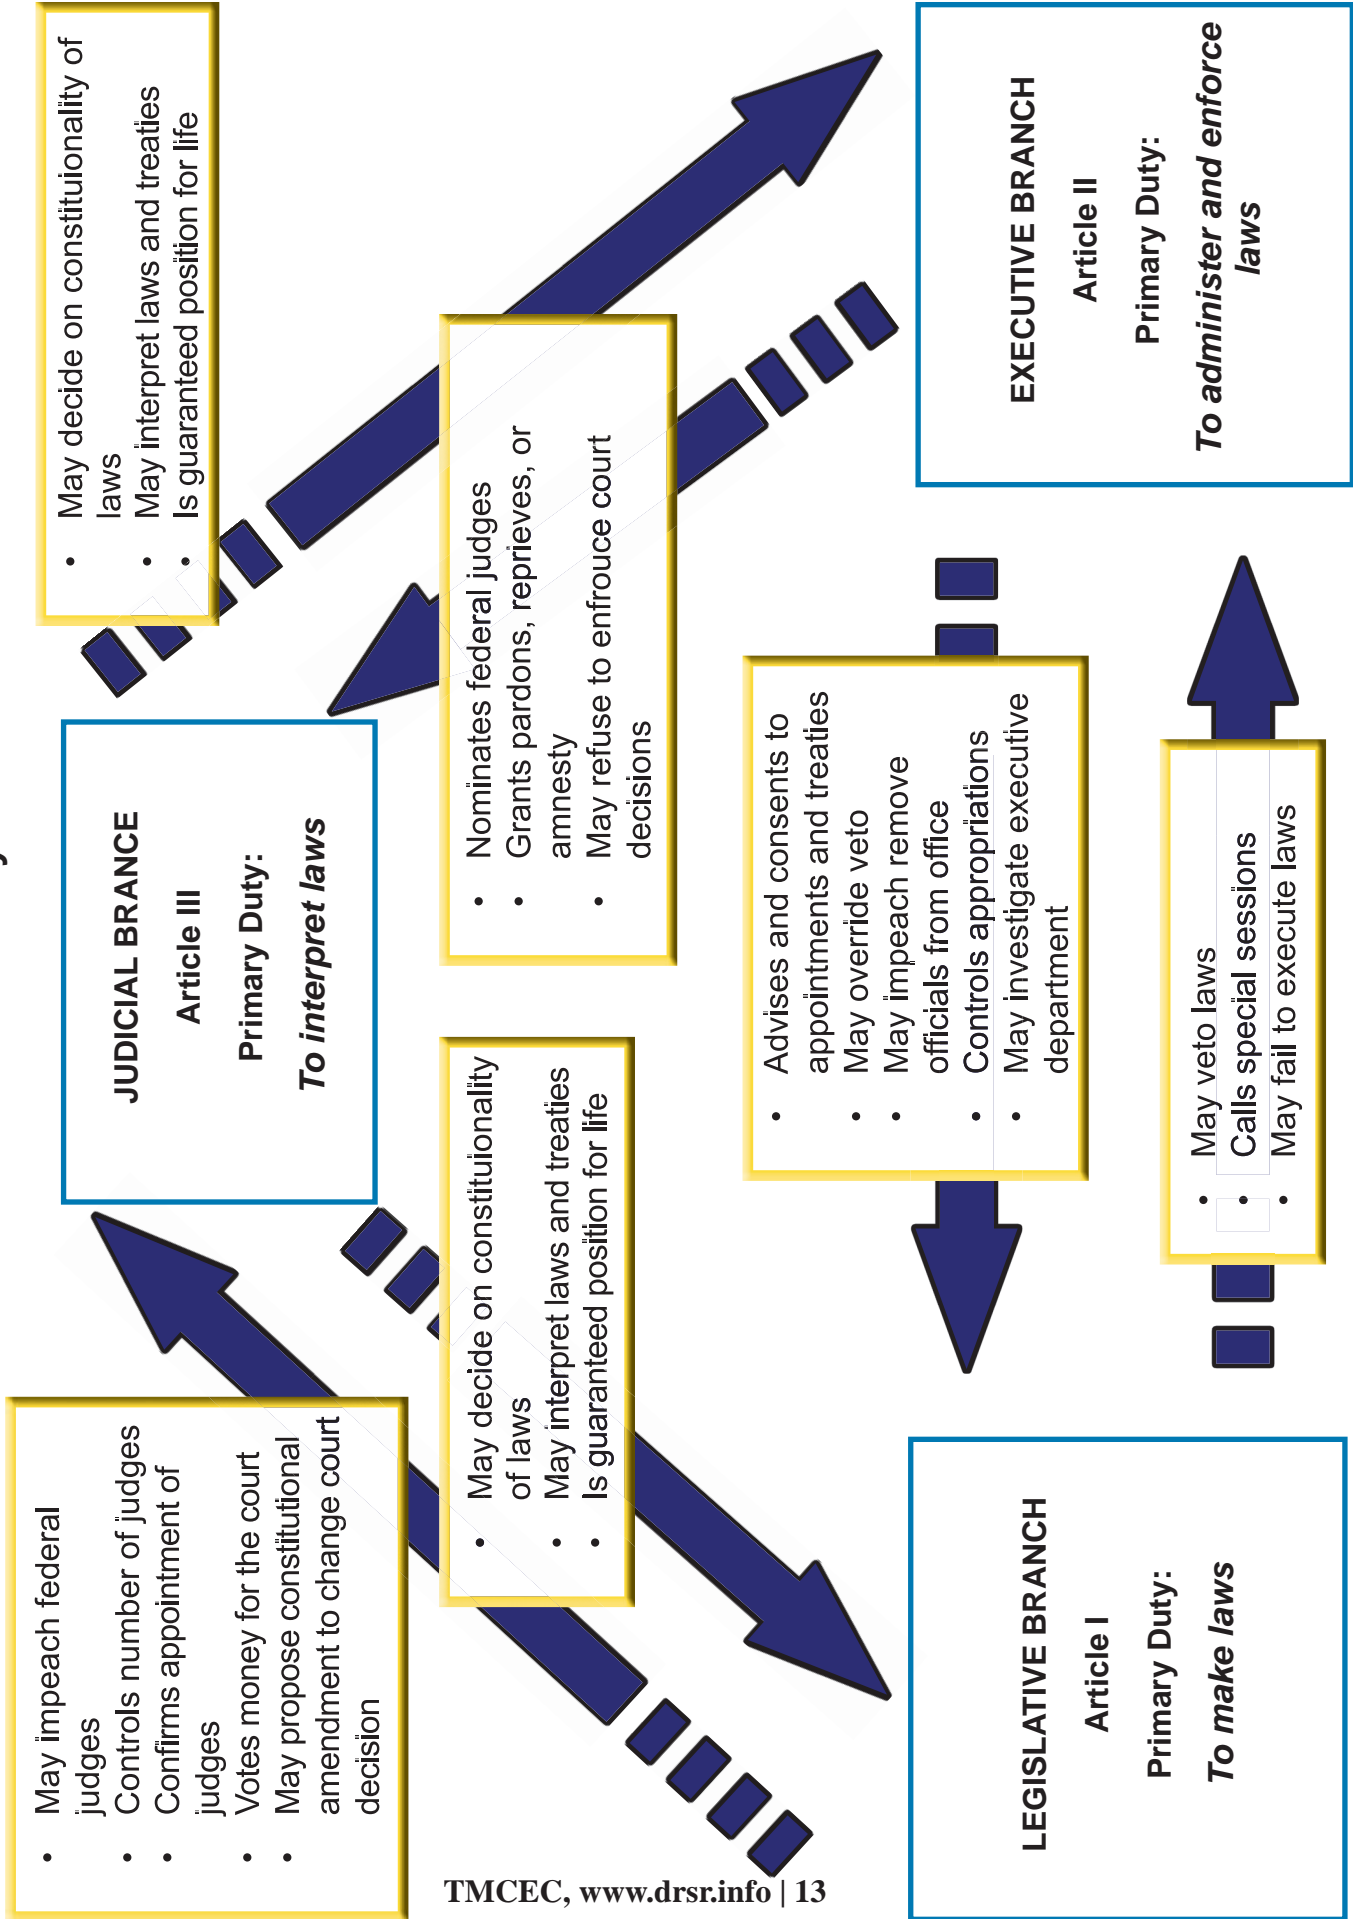 JUDICIAL BRANCE
Article III
Primary Duty:
To interpret laws
• May impeach federal
judges
• Controls number of judges
• Confirms appointment of
judges
• Votes money for the court
• May propose constitutional
amendment to change court
decision
• May decide on constituionality of
laws
• May interpret laws and treaties
• Is guaranteed position for life
• May decide on constituionality
of laws
• May interpret laws and treaties
• Is guaranteed position for life
• Nominates federal judges
• Grants pardons, reprieves, or
amnesty
• May refuse to enfrouce court
decisions
• Advises and consents to
appointments and treaties
• May override veto
• May impeach remove
officials from office
• Controls appropriations
• May investigate executive
department
• May veto laws
• Calls special sessions
• May fail to execute laws
LEGISLATIVE BRANCH
Article I
Primary Duty:
To make laws
EXECUTIVE BRANCH
Article II
Primary Duty:
To administer and enforce
laws
TMCEC, www.drsr.info | 13